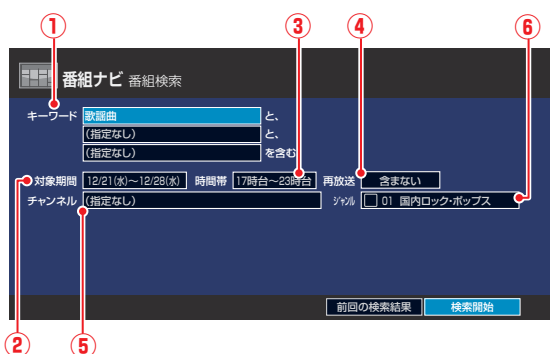 ① ③ ④ ⑥
番組ナビ 番組検索
キーワード 歌謡曲 と、
(指定なし) と、
(指定なし) を含む
対象期間 12/21(水)～12/28(水) 時間帯 17時台～23時台 再放送 含まない
チャンネル (指定なし) ジャンル 01 国内ロック・ポップス
前回の検索結果 検索開始
② ⑤